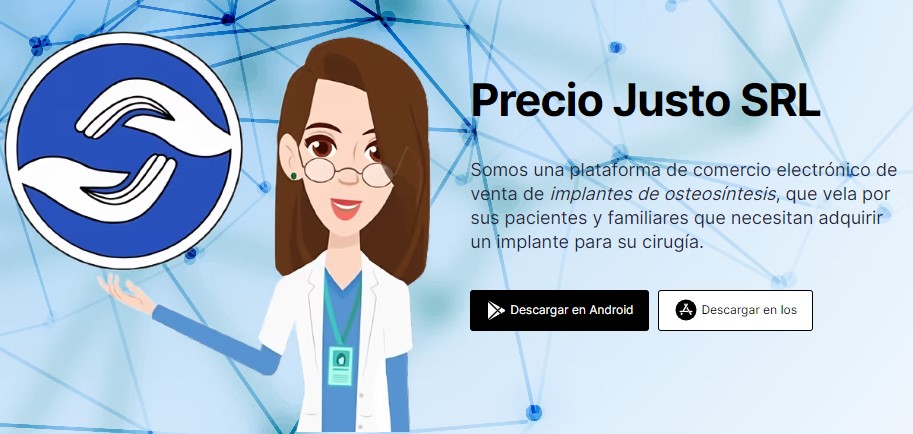 Precio Justo SRL
Somos una plataforma de comercio electrónico de
venta de implantes de osteosíntesis, que vela por
sus pacientes y familiares que necesitan adquirir
un implante para su cirugía.
Descargar en Android
Descargar en Ios